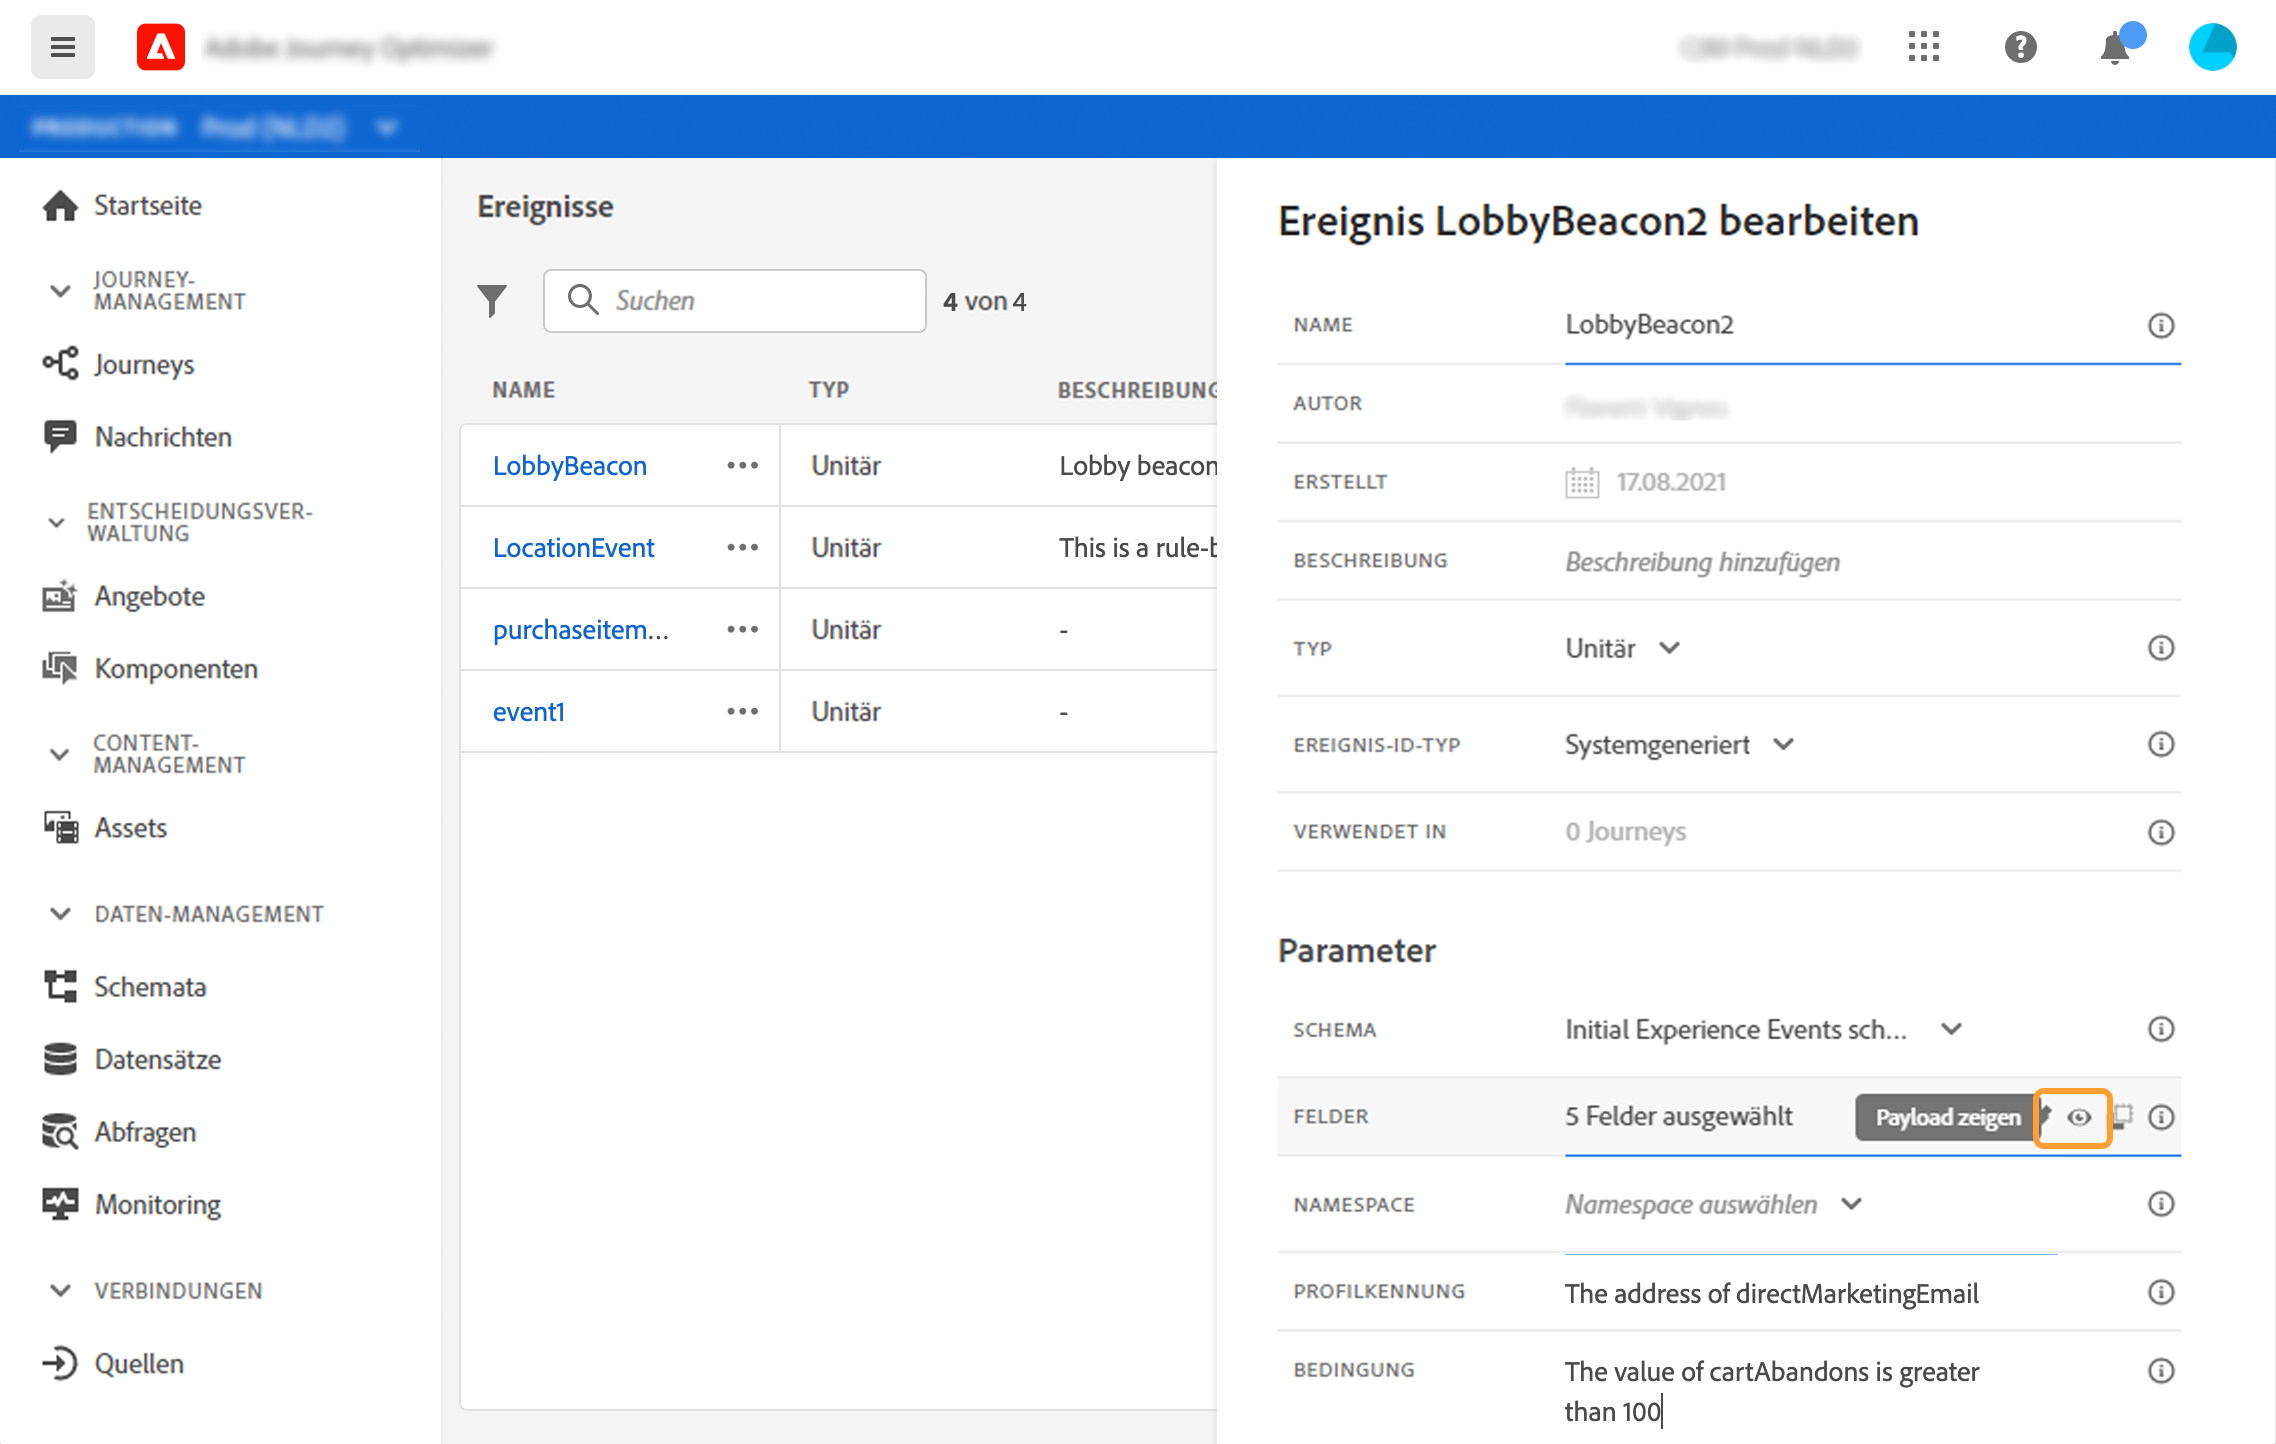 Startseite
JOURNEY-
MANAGEMENT
Journeys
Nachrichten
ENTSCHEIDUNGSVER-
WALTUNG
Angebote
Komponenten
CONTENT-
MANAGEMENT
Assets
DATEN-MANAGEMENT
Schemata
Datensätze
Abfragen
Monitoring
VERBINDUNGEN
Quellen
Ereignisse
Suchen
4 von 4
NAME TYP BESCHREIBUNG
LobbyBeacon ••• Unitär Lobby beacon
LocationEvent ••• Unitär This is a rule-b
purchaseitem... ••• Unitär -
event1 ••• Unitär -
Ereignis LobbyBeacon2 bearbeiten
NAME LobbyBeacon2
AUTOR
ERSTELLT 17.08.2021
BESCHREIBUNG Beschreibung hinzufügen
TYP Unitär
EREIGNIS-ID-TYP Systemgeneriert
VERWENDET IN 0 Journeys
Parameter
SCHEMA Initial Experience Events sch...
FELDER 5 Felder ausgewählt Payload zeigen
NAMESPACE Namespace auswählen
PROFILKENNUNG The address of directMarketingEmail
BEDINGUNG The value of cartAbandons is greater
than 100